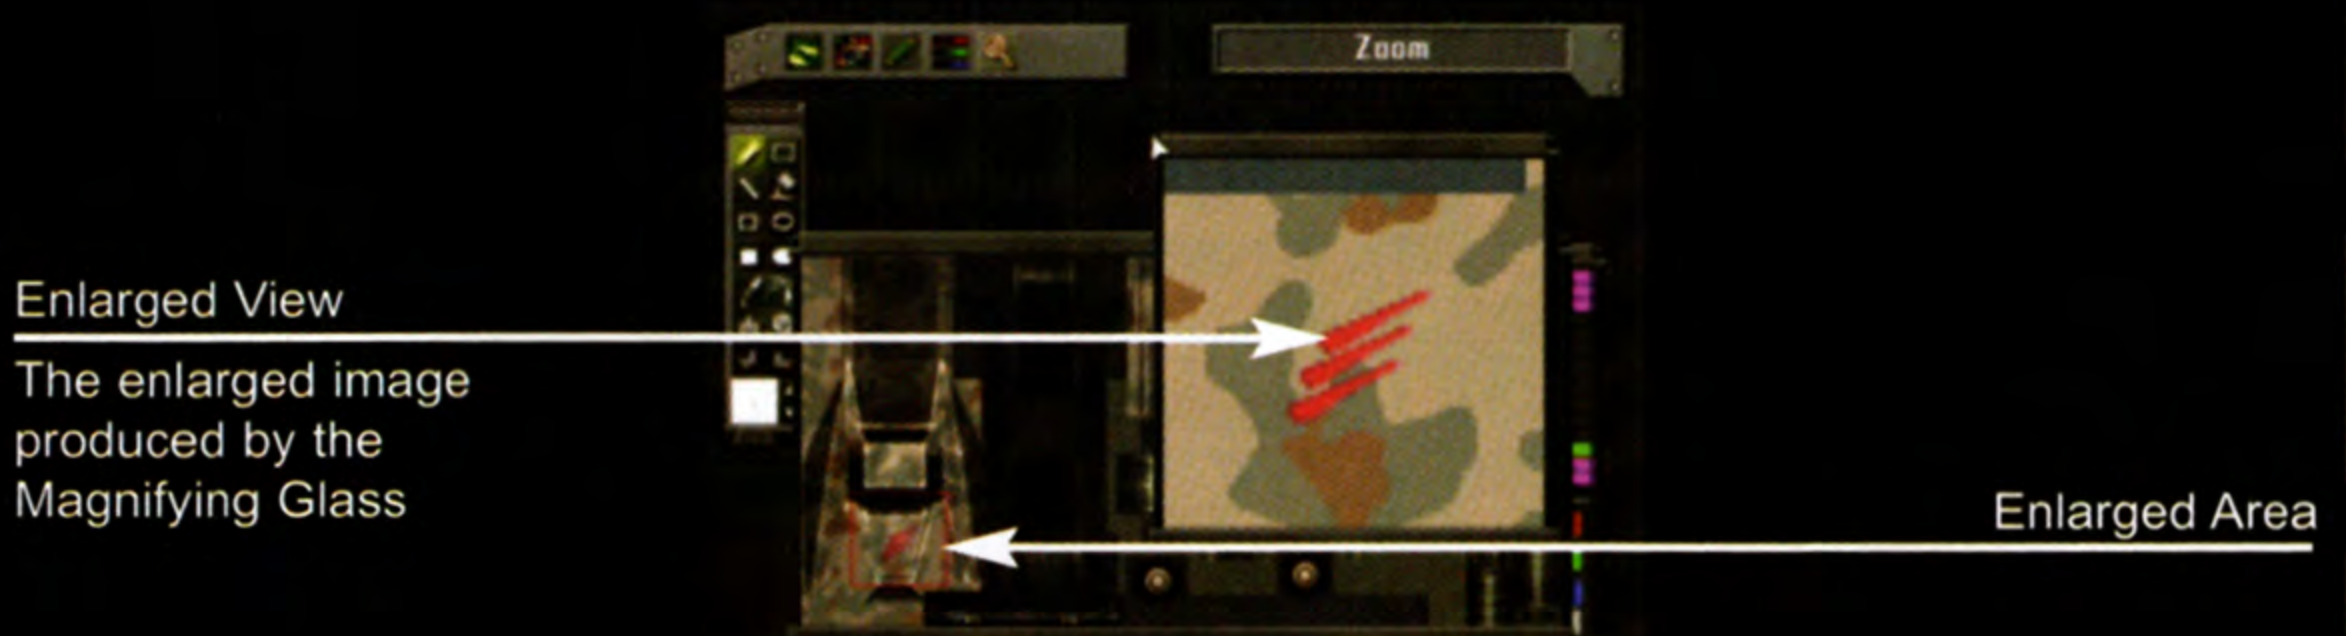 Zoom
Enlarged View
The enlarged image
produced by the
Magnifying Glass
Enlarged Area